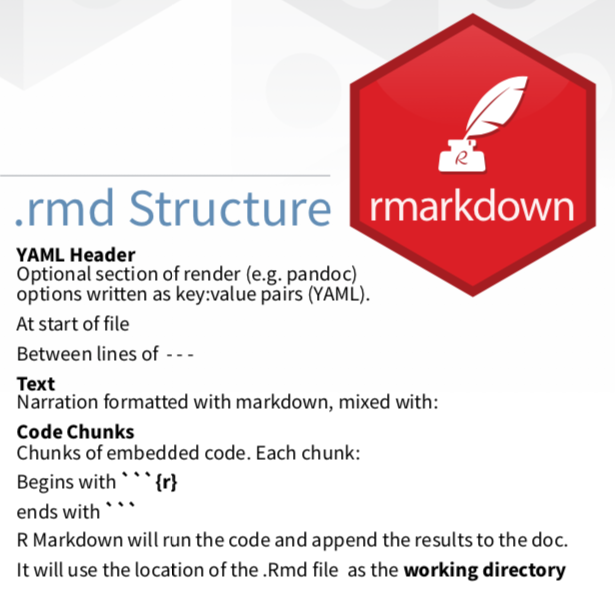 R
rmarkdown
.rmd Structure
YAML Header
Optional section of render (e.g. pandoc)
options written as key:value pairs (YAML).
At start of file
Between lines of - - -
Text
Narration formatted with markdown, mixed with:
Code Chunks
Chunks of embedded code. Each chunk:
Begins with ```{r}
ends with ```
R Markdown will run the code and append the results to the doc.
It will use the location of the .Rmd file as the working directory